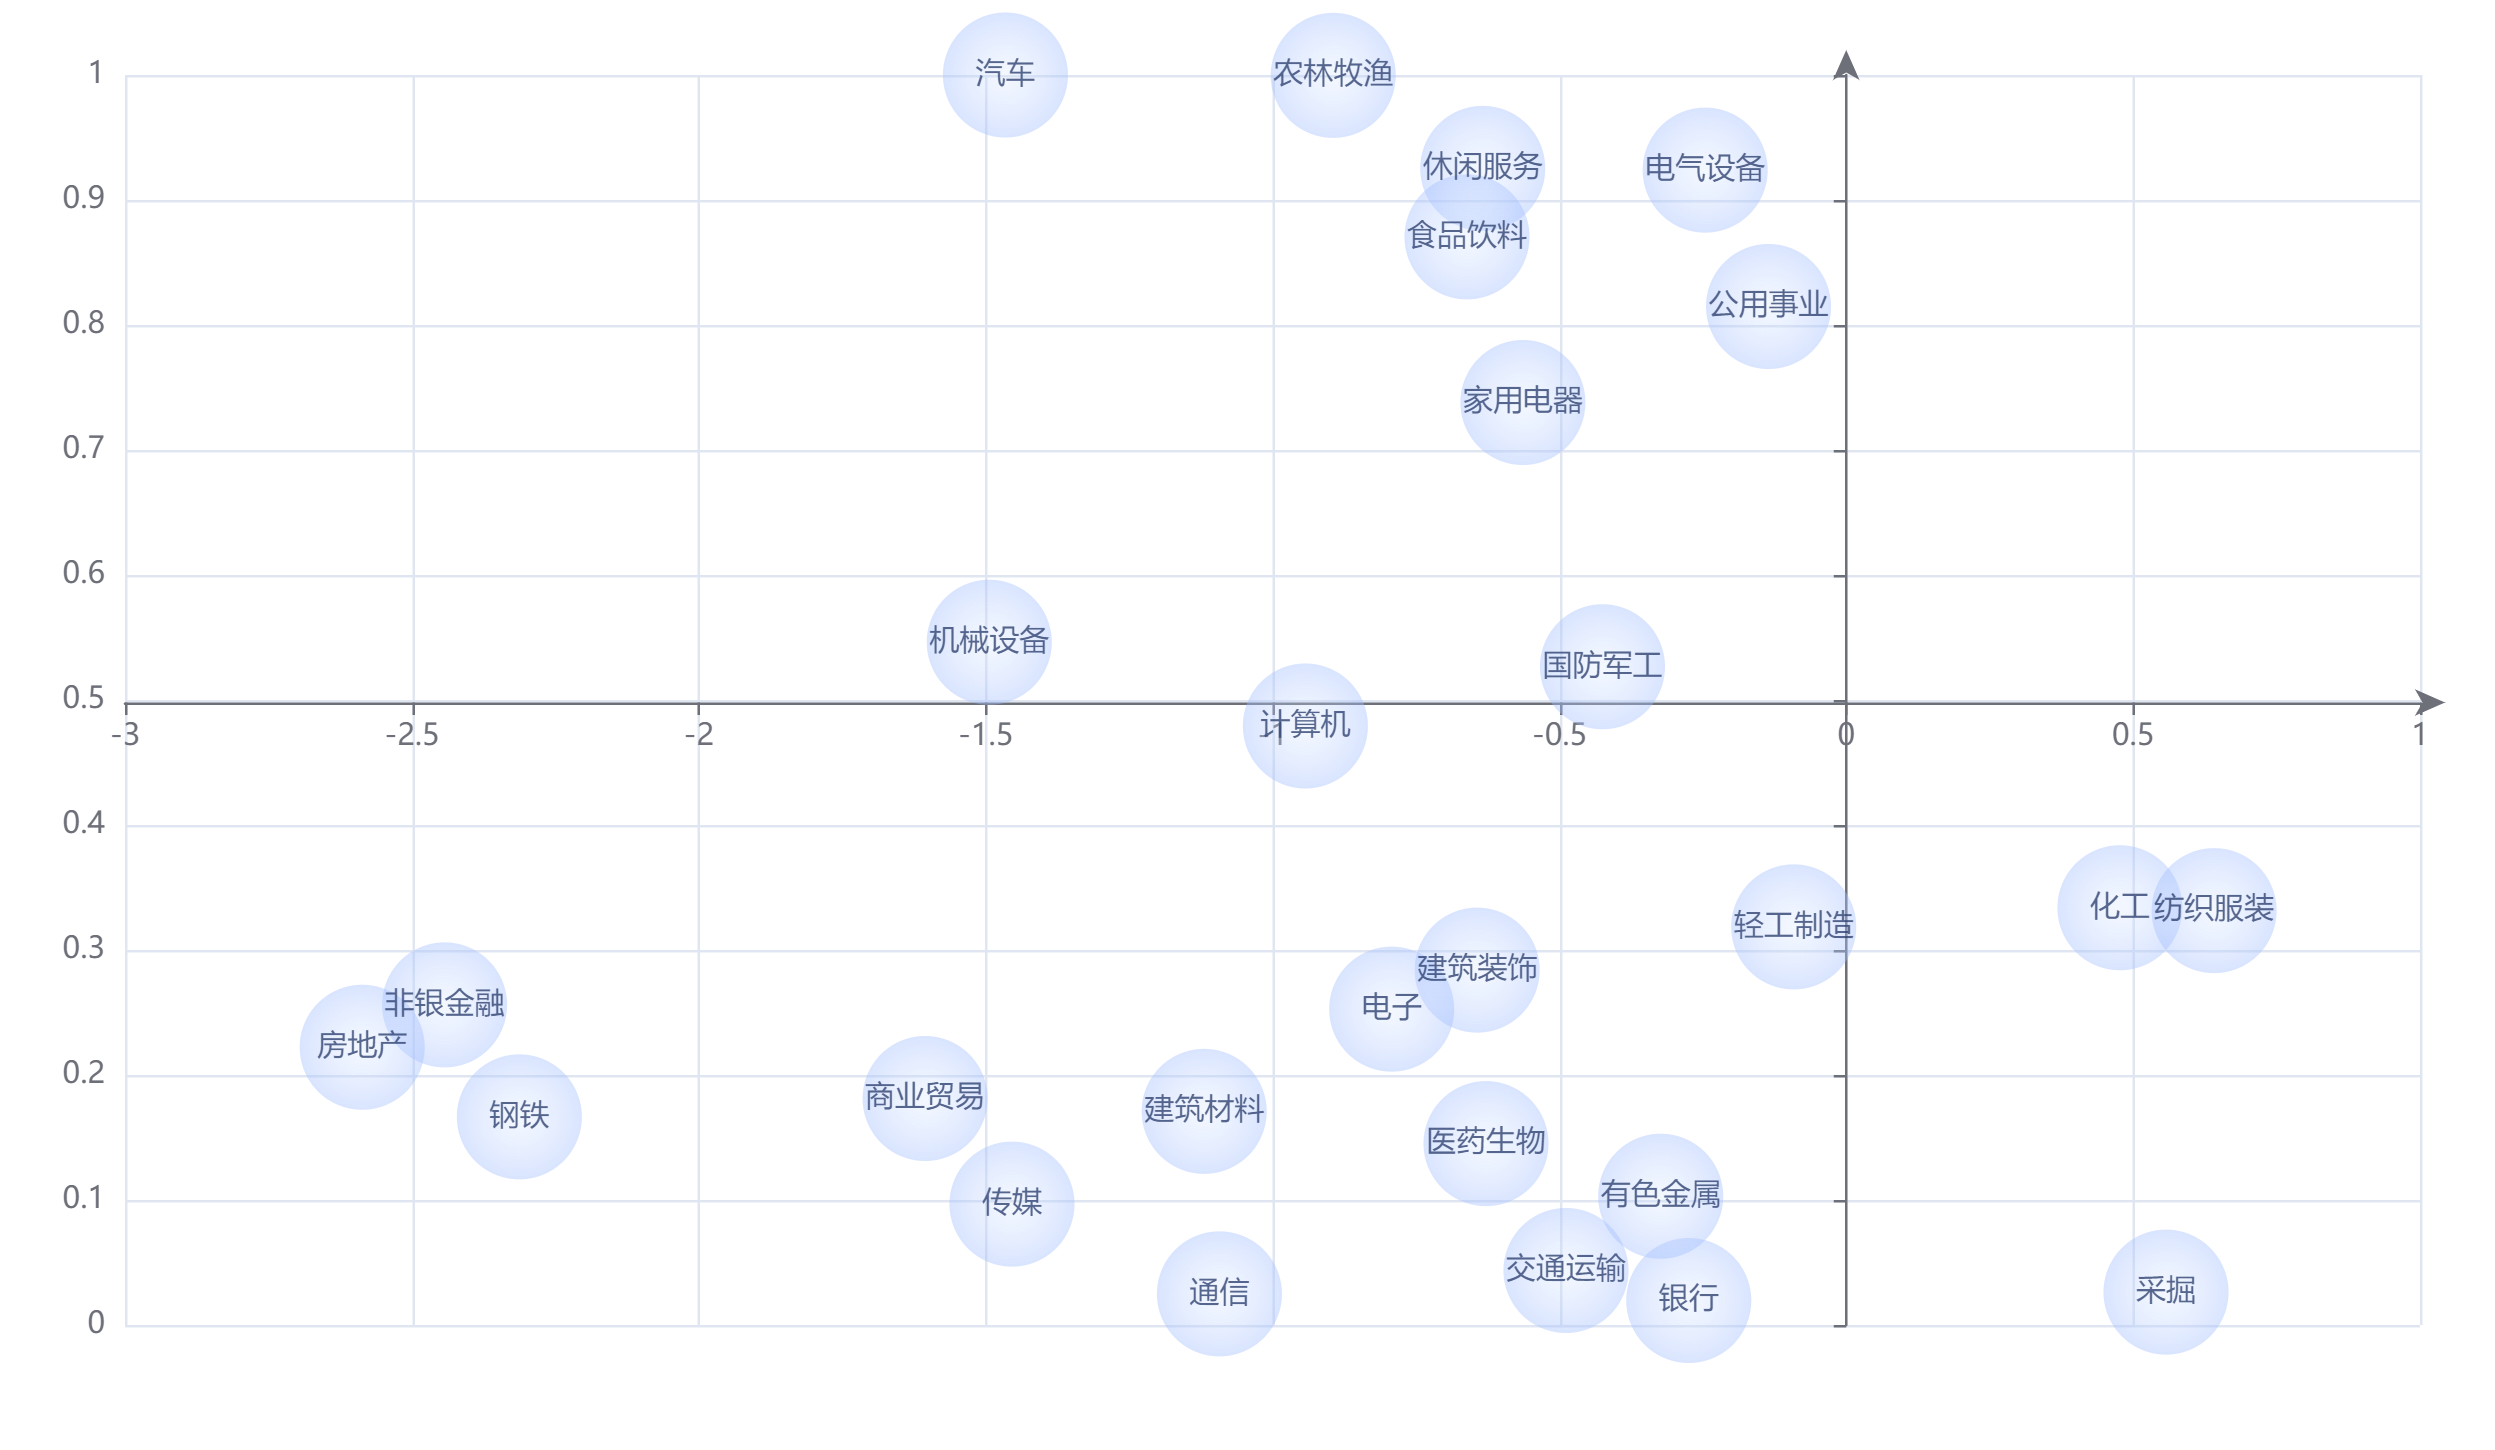 汽车
农林牧渔
1
休闲服务
电气设备
0.9
食品饮料
公用事业
0.8
家用电器
0.7
0.6
机械设备
国防军工
0.5
计算机
-3
-2.5
-2
-1.5
-1
-0.5
0
0.5
1
0.4
化工
纺织服装
轻工制造
0.3
建筑装饰
非银金融
电子
房地产
0.2
商业贸易
建筑材料
钢铁
医药生物
0.1
传媒
有色金属
交通运输
通信
银行
采掘
0